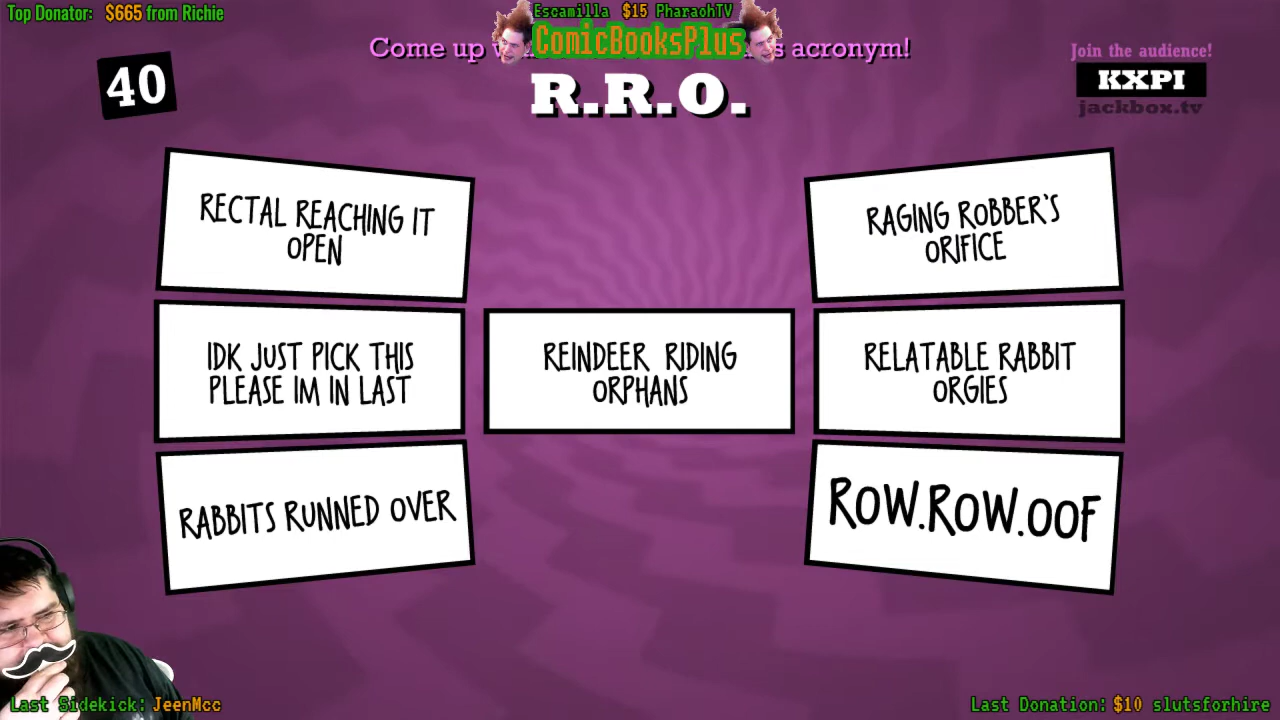 Top Donator: $665 from Richie
Escamilla $15 PharaohTV
ComicBooksPlus
Come up s acronym!
R.R.O.
40
Join the audience!
KXPI
jackbox.tv
RECTAL REACHING IT
OPEN
RAGING ROBBER'S
ORIFICE
IDK JUST PICK THIS
PLEASE IM IN LAST
REINDEER RIDING
ORPHANS
RELATABLE RABBIT
ORGIES
RABBITS RUNNED OVER
ROW.ROW.OOF
Last Sidekick: JeenMcc
Last Donation: $10 slutsforhire